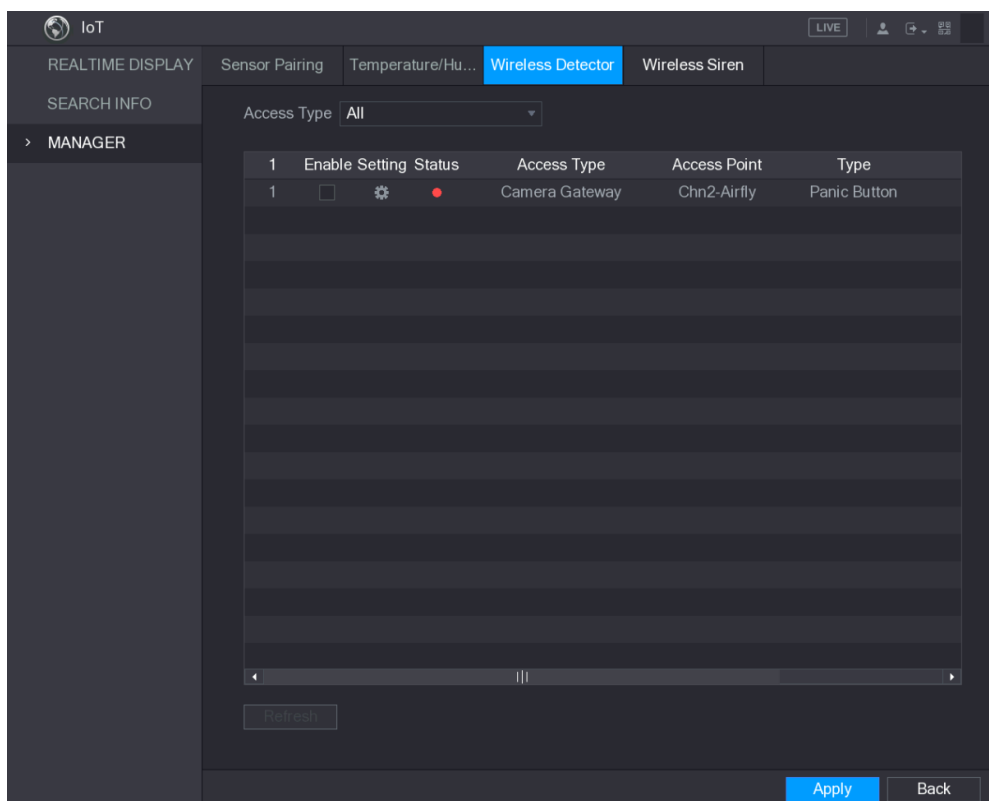 IoT LIVE
REALTIME DISPLAY
SEARCH INFO
> MANAGER
Sensor Pairing Temperature/Hu... Wireless Detector Wireless Siren
Access Type All
1 Enable Setting Status Access Type Access Point Type
1 Camera Gateway Chn2-Airfly Panic Button
Refresh
Apply Back